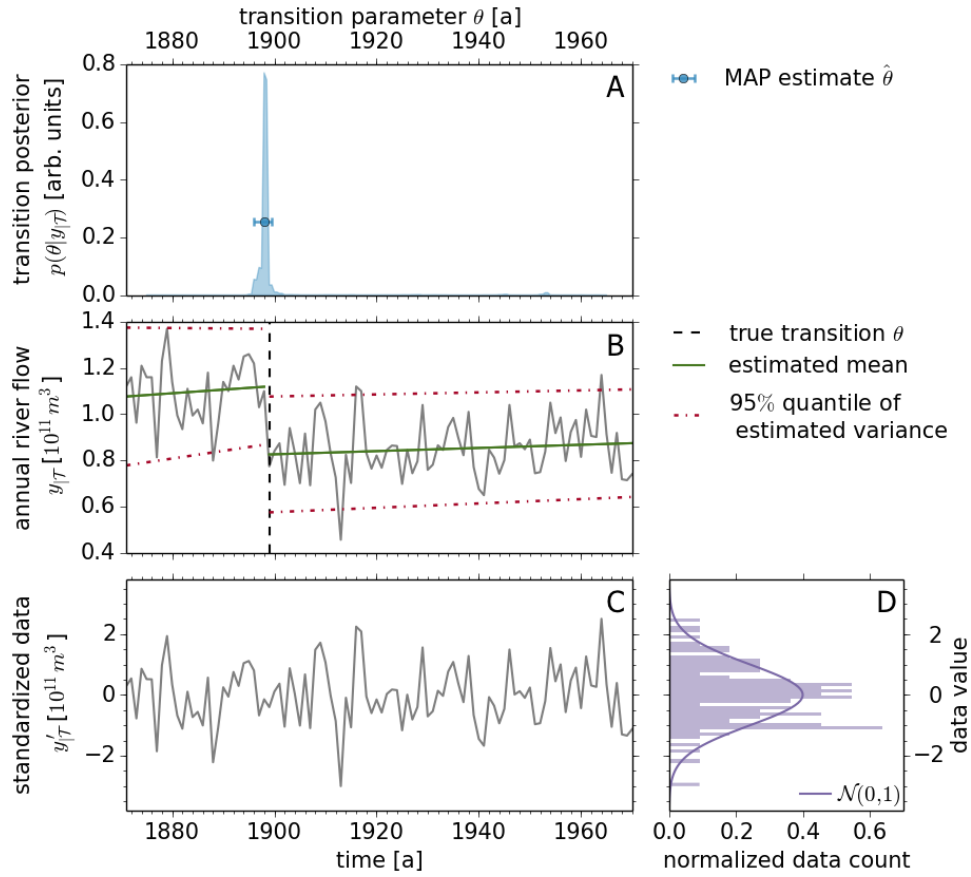 transition parameter θ [a]
1880 1900 1920 1940 1960
transition posterior
p(θ|y|𝒯) [arb. units]
0.8
0.6
0.4
0.2
0.0
A
MAP estimate θ̂
annual river flow
y|𝒯 [10¹¹ m³]
1.4
1.2
1.0
0.8
0.6
0.4
B
true transition θ
estimated mean
95% quantile of
estimated variance
standardized data
y′|𝒯 [10¹¹ m³]
2
0
−2
C
1880 1900 1920 1940 1960
time [a]
D
2
0
−2
data value
𝒩(0,1)
0.0 0.2 0.4 0.6
normalized data count